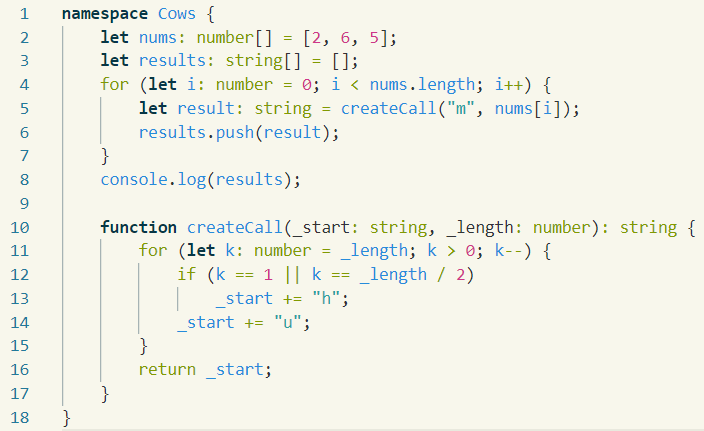 1 namespace Cows {
2 let nums: number[] = [2, 6, 5];
3 let results: string[] = [];
4 for (let i: number = 0; i < nums.length; i++) {
5 let result: string = createCall("m", nums[i]);
6 results.push(result);
7 }
8 console.log(results);
9
10 function createCall(_start: string, _length: number): string {
11 for (let k: number = _length; k > 0; k--) {
12 if (k == 1 || k == _length / 2)
13 _start += "h";
14 _start += "u";
15 }
16 return _start;
17 }
18 }